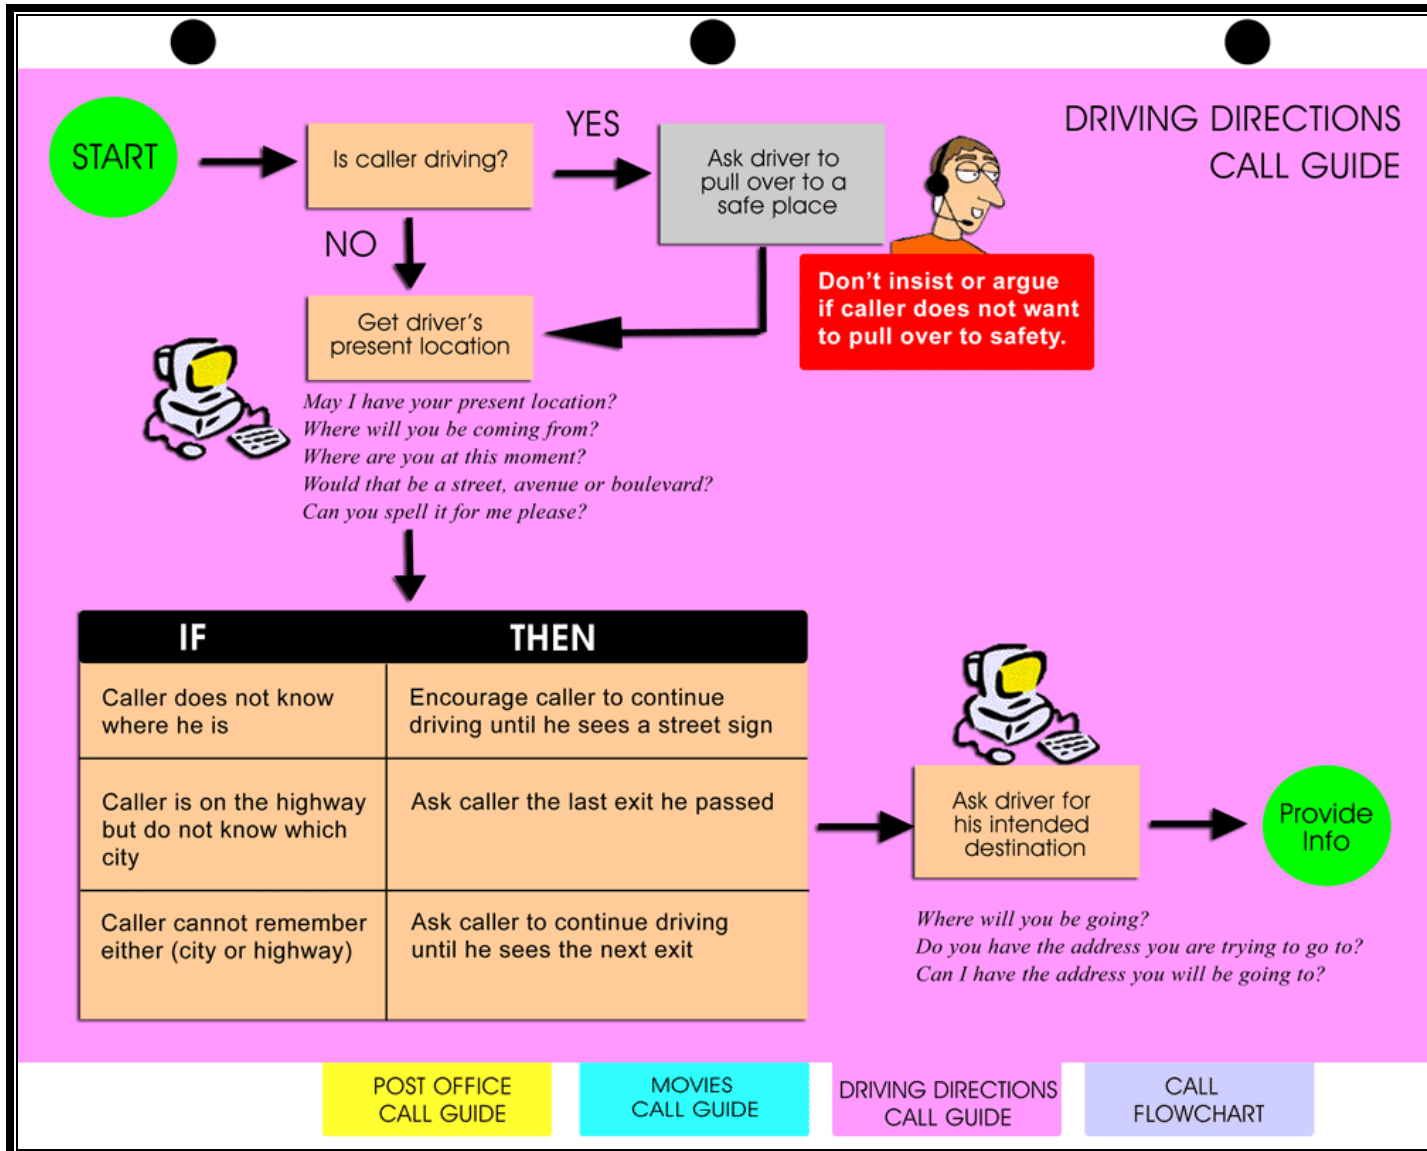 DRIVING DIRECTIONS
CALL GUIDE
START
Is caller driving?
YES
Ask driver to
pull over to a
safe place
NO
Don't insist or argue
if caller does not want
to pull over to safety.
Get driver's
present location
May I have your present location?
Where will you be coming from?
Where are you at this moment?
Would that be a street, avenue or boulevard?
Can you spell it for me please?
IF
THEN
Caller does not know
where he is
Encourage caller to continue
driving until he sees a street sign
Caller is on the highway
but do not know which
city
Ask caller the last exit he passed
Caller cannot remember
either (city or highway)
Ask caller to continue driving
until he sees the next exit
Ask driver for
his intended
destination
Provide
Info
Where will you be going?
Do you have the address you are trying to go to?
Can I have the address you will be going to?
POST OFFICE
CALL GUIDE
MOVIES
CALL GUIDE
DRIVING DIRECTIONS
CALL GUIDE
CALL
FLOWCHART